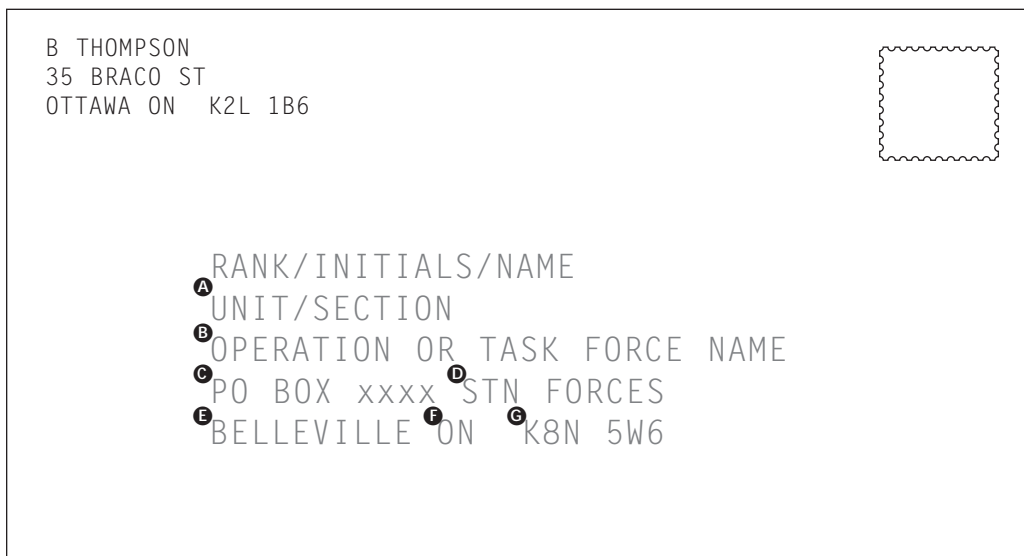 B THOMPSON
35 BRACO ST
OTTAWA ON  K2L 1B6
RANK/INITIALS/NAME
A UNIT/SECTION
B OPERATION OR TASK FORCE NAME
C PO BOX xxxx D STN FORCES
E BELLEVILLE F ON  G K8N 5W6